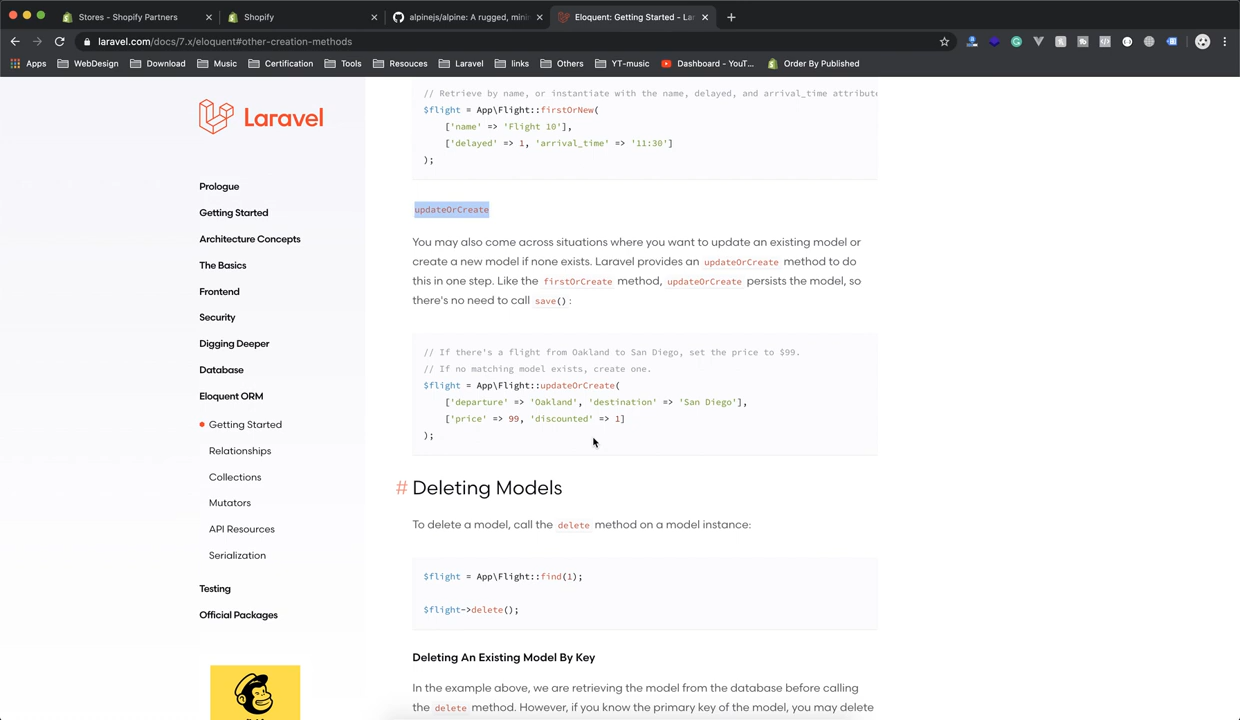 Stores - Shopify Partners
Shopify
alpinejs/alpine: A rugged, mini
Eloquent: Getting Started - Lar
laravel.com/docs/7.x/eloquent#other-creation-methods
Apps WebDesign Download Music Certification Tools Resouces Laravel links Others YT-music Dashboard - YouT... Order By Published
Laravel
Prologue
Getting Started
Architecture Concepts
The Basics
Frontend
Security
Digging Deeper
Database
Eloquent ORM
Getting Started
Relationships
Collections
Mutators
API Resources
Serialization
Testing
Official Packages
// Retrieve by name, or instantiate with the name, delayed, and arrival_time attribute
$flight = App\Flight::firstOrNew(
['name' => 'Flight 10'],
['delayed' => 1, 'arrival_time' => '11:30']
);
updateOrCreate
You may also come across situations where you want to update an existing model or
create a new model if none exists. Laravel provides an updateOrCreate method to do
this in one step. Like the firstOrCreate method, updateOrCreate persists the model, so
there's no need to call save():
// If there's a flight from Oakland to San Diego, set the price to $99.
// If no matching model exists, create one.
$flight = App\Flight::updateOrCreate(
['departure' => 'Oakland', 'destination' => 'San Diego'],
['price' => 99, 'discounted' => 1]
);
# Deleting Models
To delete a model, call the delete method on a model instance:
$flight = App\Flight::find(1);
$flight->delete();
Deleting An Existing Model By Key
In the example above, we are retrieving the model from the database before calling
the delete method. However, if you know the primary key of the model, you may delete